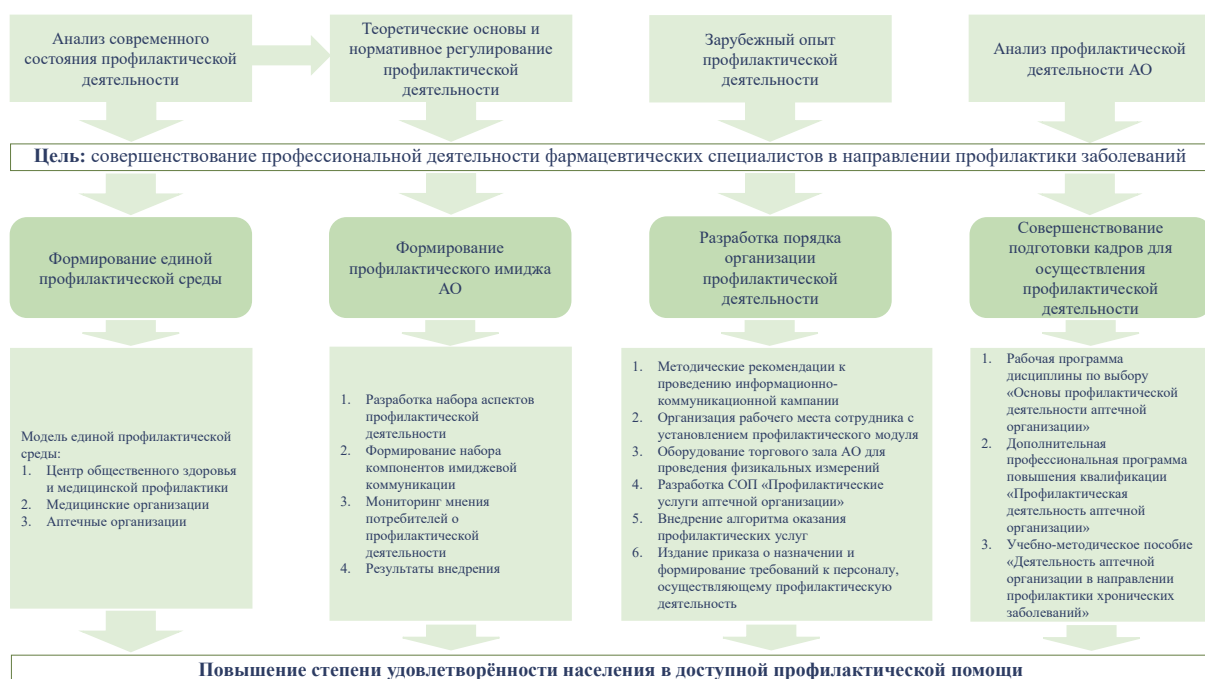 Анализ современного
состояния профилактической
деятельности
Теоретические основы и
нормативное регулирование
профилактической
деятельности
Зарубежный опыт
профилактической
деятельности
Анализ профилактической
деятельности АО
Цель: совершенствование профессиональной деятельности фармацевтических специалистов в направлении профилактики заболеваний
Формирование единой
профилактической среды
Формирование
профилактического имиджа
АО
Разработка порядка
организации
профилактической
деятельности
Совершенствование
подготовки кадров для
осуществления
профилактической
деятельности
Модель единой профилактической
среды:
1. Центр общественного здоровья
и медицинской профилактики
2. Медицинские организации
3. Аптечные организации
1. Разработка набора аспектов
профилактической
деятельности
2. Формирование набора
компонентов имиджевой
коммуникации
3. Мониторинг мнения
потребителей о
профилактической
деятельности
4. Результаты внедрения
1. Методические рекомендации к
проведению информационно-
коммуникационной кампании
2. Организация рабочего места сотрудника с
установлением профилактического модуля
3. Оборудование торгового зала АО для
проведения физикальных измерений
4. Разработка СОП «Профилактические
услуги аптечной организации»
5. Внедрение алгоритма оказания
профилактических услуг
6. Издание приказа о назначении и
формирование требований к персоналу,
осуществляющему профилактическую
деятельность
1. Рабочая программа
дисциплины по выбору
«Основы профилактической
деятельности аптечной
организации»
2. Дополнительная
профессиональная программа
повышения квалификации
«Профилактическая
деятельность аптечной
организации»
3. Учебно-методическое пособие
«Деятельность аптечной
организации в направлении
профилактики хронических
заболеваний»
Повышение степени удовлетворённости населения в доступной профилактической помощи